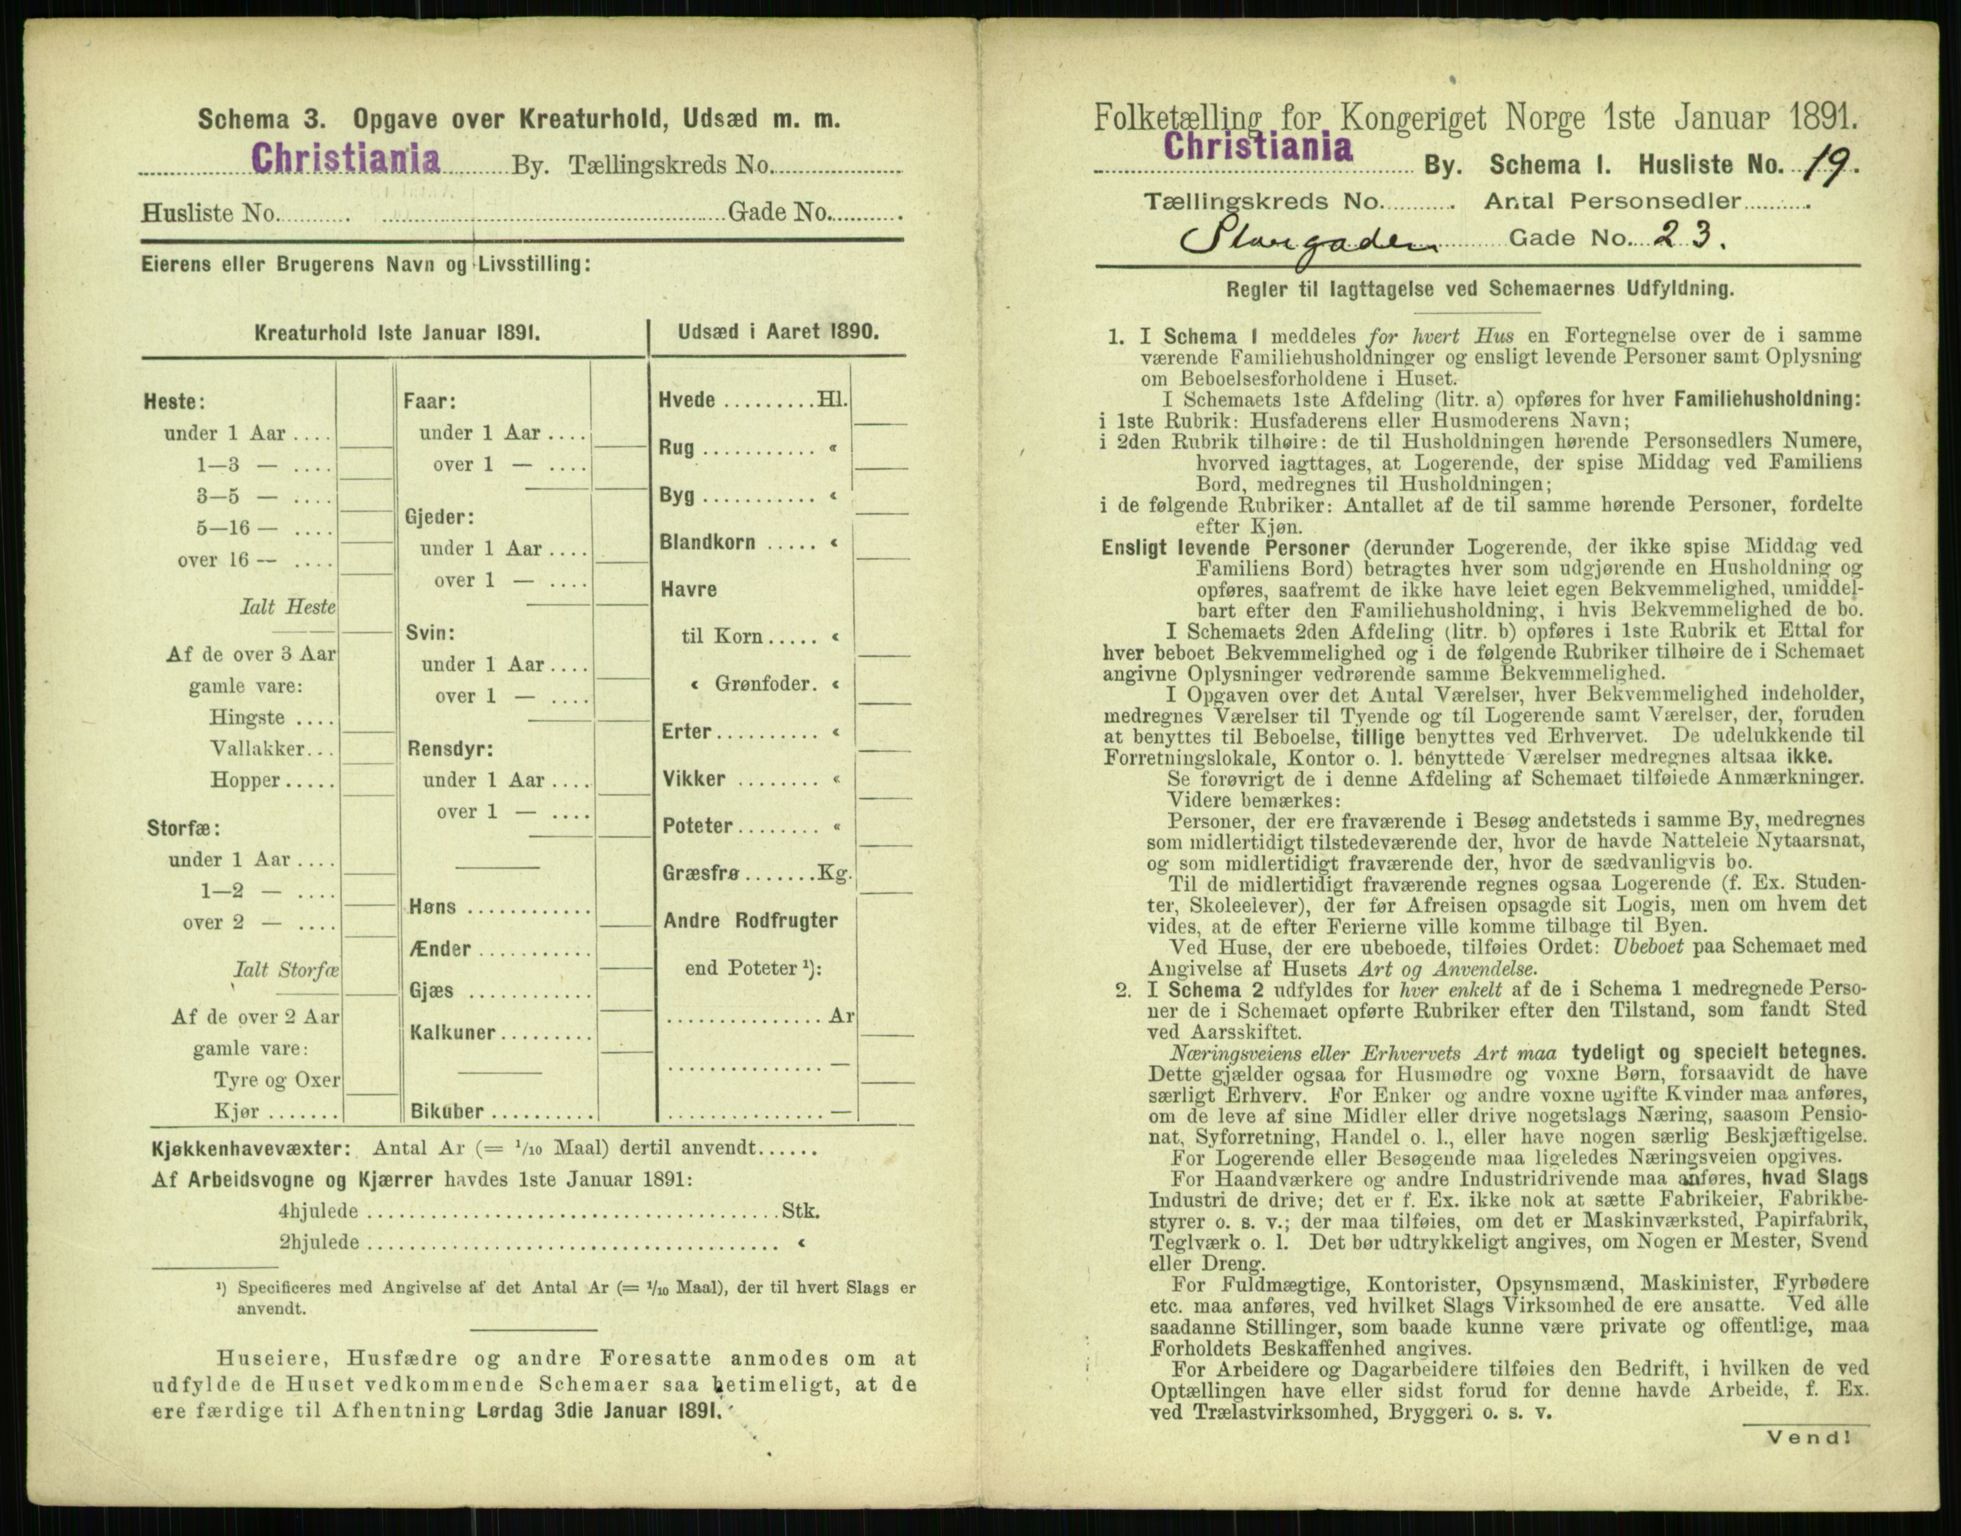 Schema 3. Opgave over Kreaturhold, Udsæd m. m.
Christiania By. Tællingskreds No.
Husliste No. Gade No.
Eierens eller Brugerens Navn og Livsstilling:
Kreaturhold 1ste Januar 1891.
Heste:
under 1 Aar ....
1—3 — ....
3—5 — ....
5—16 — ....
over 16 — ....
Ialt Heste
Af de over 3 Aar
gamle vare:
Hingste ....
Vallakker...
Hopper.....
Storfæ:
under 1 Aar ....
1—2 — ....
over 2 — ....
Ialt Storfæ
Af de over 2 Aar
gamle vare:
Tyre og Oxer
Kjør .......
Faar:
under 1 Aar ....
over 1 — ....
Gjeder:
under 1 Aar ....
over 1 — ....
Svin:
under 1 Aar ....
over 1 — ....
Rensdyr:
under 1 Aar ....
over 1 — ....
Høns ............
Ænder ...........
Gjæs ............
Kalkuner.........
Bikuber ..........
Udsæd i Aaret 1890.
Hvede .........Hl.
Rug ........... «
Byg ........... «
Blandkorn ..... «
Havre
til Korn..... «
« Grønfoder. «
Erter.......... «
Vikker ........ «
Poteter........ «
Græsfrø.......Kg.
Andre Rodfrugter
end Poteter ¹):
............... Ar
............... —
............... —
Kjøkkenhavevæxter: Antal Ar (= 1/10 Maal) dertil anvendt......
Af Arbeidsvogne og Kjærrer havdes 1ste Januar 1891:
4hjulede ........................................Stk.
2hjulede ........................................ «
¹) Specificeres med Angivelse af det Antal Ar (= 1/10 Maal), der til hvert Slags er
anvendt.
Huseiere, Husfædre og andre Foresatte anmodes om at
udfylde de Huset vedkommende Schemaer saa betimeligt, at de
ere færdige til Afhentning Lørdag 3die Januar 1891.
Folketælling for Kongeriget Norge 1ste Januar 1891.
Christiania By. Schema I. Husliste No. 19.
Tællingskreds No. Antal Personsedler
Storgaden Gade No. 23.
Regler til Iagttagelse ved Schemaernes Udfyldning.
1. I Schema 1 meddeles for hvert Hus en Fortegnelse over de i samme
værende Familiehusholdninger og ensligt levende Personer samt Oplysning
om Beboelsesforholdene i Huset.
I Schemaets 1ste Afdeling (litr. a) opføres for hver Familiehusholdning:
i 1ste Rubrik: Husfaderens eller Husmoderens Navn;
i 2den Rubrik tilhøire: de til Husholdningen hørende Personsedlers Numere,
hvorved iagttages, at Logerende, der spise Middag ved Familiens
Bord, medregnes til Husholdningen;
i de følgende Rubriker: Antallet af de til samme hørende Personer, fordelte
efter Kjøn.
Ensligt levende Personer (derunder Logerende, der ikke spise Middag ved
Familiens Bord) betragtes hver som udgjørende en Husholdning og
opføres, saafremt de ikke have leiet egen Bekvemmelighed, umiddel-
bart efter den Familiehusholdning, i hvis Bekvemmelighed de bo.
I Schemaets 2den Afdeling (litr. b) opføres i 1ste Rubrik et Ettal for
hver beboet Bekvemmelighed og i de følgende Rubriker tilhøire de i Schemaet
angivne Oplysninger vedrørende samme Bekvemmelighed.
I Opgaven over det Antal Værelser, hver Bekvemmelighed indeholder,
medregnes Værelser til Tyende og til Logerende samt Værelser, der, foruden
at benyttes til Beboelse, tillige benyttes ved Erhvervet. De udelukkende til
Forretningslokale, Kontor o. l. benyttede Værelser medregnes altsaa ikke.
Se forøvrigt de i denne Afdeling af Schemaet tilføiede Anmærkninger.
Videre bemærkes:
Personer, der ere fraværende i Besøg andetsteds i samme By, medregnes
som midlertidigt tilstedeværende der, hvor de havde Natteleie Nytaarsnat,
og som midlertidigt fraværende der, hvor de sædvanligvis bo.
Til de midlertidigt fraværende regnes ogsaa Logerende (f. Ex. Studen-
ter, Skoleelever), der før Afreisen opsagde sit Logis, men om hvem det
vides, at de efter Ferierne ville komme tilbage til Byen.
Ved Huse, der ere ubeboede, tilføies Ordet: Ubeboet paa Schemaet med
Angivelse af Husets Art og Anvendelse.
2. I Schema 2 udfyldes for hver enkelt af de i Schema 1 medregnede Perso-
ner de i Schemaet opførte Rubriker efter den Tilstand, som fandt Sted
ved Aarsskiftet.
Næringsveiens eller Erhvervets Art maa tydeligt og specielt betegnes.
Dette gjælder ogsaa for Husmødre og voxne Børn, forsaavidt de have
særligt Erhverv. For Enker og andre voxne ugifte Kvinder maa anføres,
om de leve af sine Midler eller drive nogetslags Næring, saasom Pensio-
nat, Syforretning, Handel o. l., eller have nogen særlig Beskjæftigelse.
For Logerende eller Besøgende maa ligeledes Næringsveien opgives.
For Haandværkere og andre Industridrivende maa anføres, hvad Slags
Industri de drive; det er f. Ex. ikke nok at sætte Fabrikeier, Fabrikbe-
styrer o. s. v.; der maa tilføies, om det er Maskinværksted, Papirfabrik,
Teglværk o. l. Det bør udtrykkeligt angives, om Nogen er Mester, Svend
eller Dreng.
For Fuldmægtige, Kontorister, Opsynsmænd, Maskinister, Fyrbødere
etc. maa anføres, ved hvilket Slags Virksomhed de ere ansatte. Ved alle
saadanne Stillinger, som baade kunne være private og offentlige, maa
Forholdets Beskaffenhed angives.
For Arbeidere og Dagarbeidere tilføies den Bedrift, i hvilken de ved
Optællingen have eller sidst forud for denne havde Arbeide, f. Ex.
ved Trælastvirksomhed, Bryggeri o. s. v.
Vend!